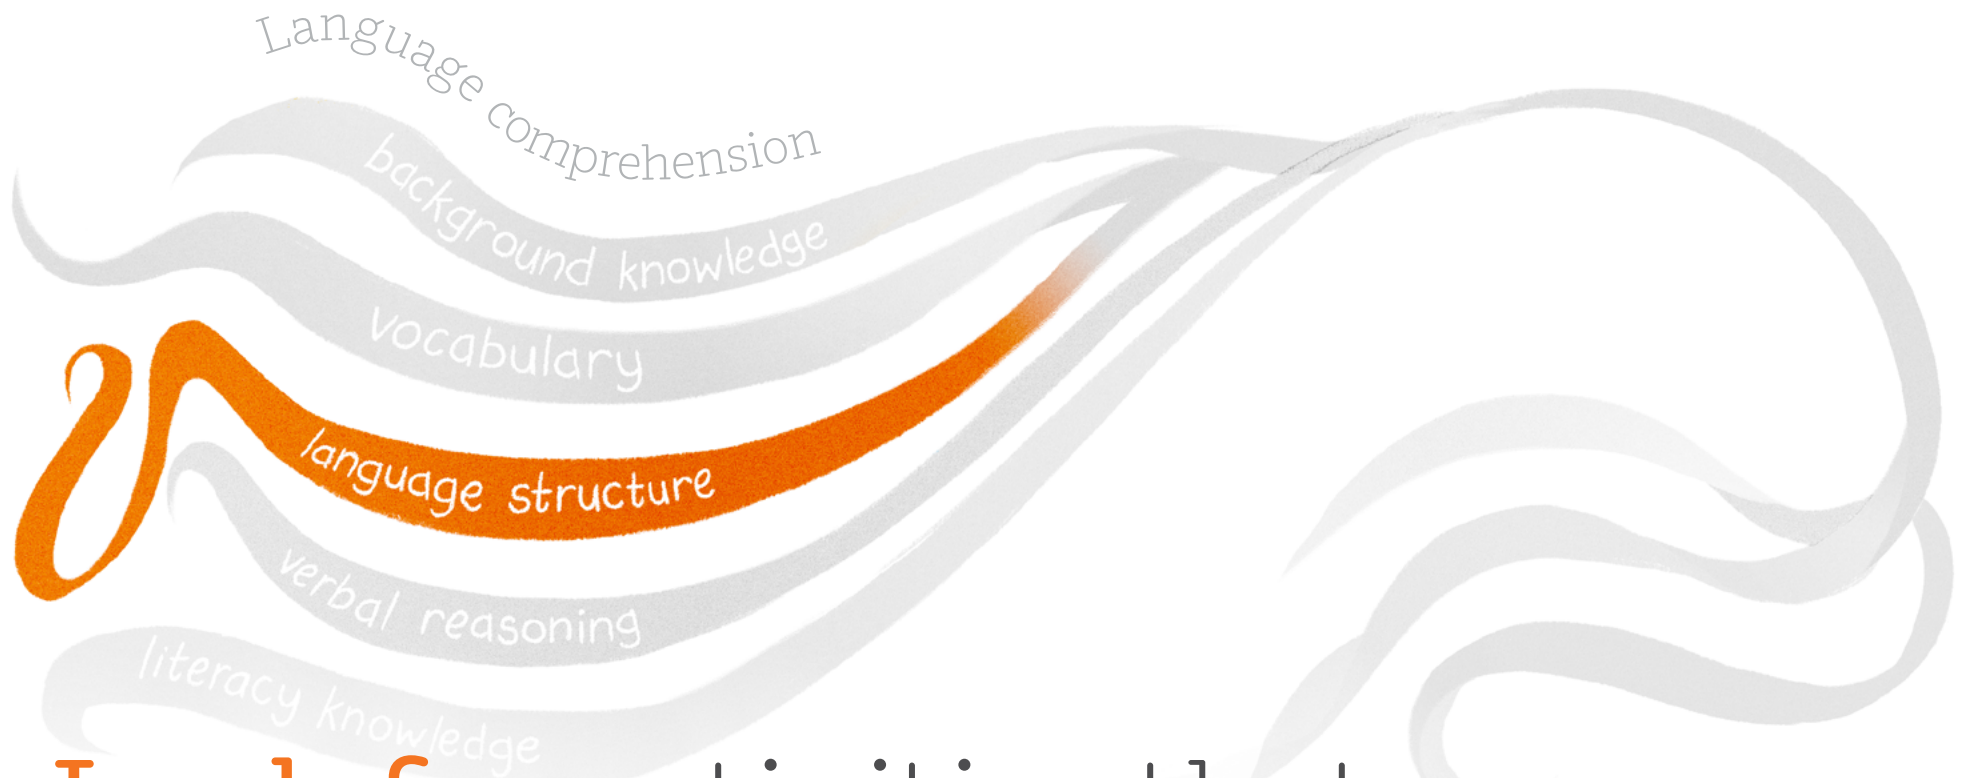 Language comprehension
background knowledge
vocabulary
language structure
verbal reasoning
literacy knowledge